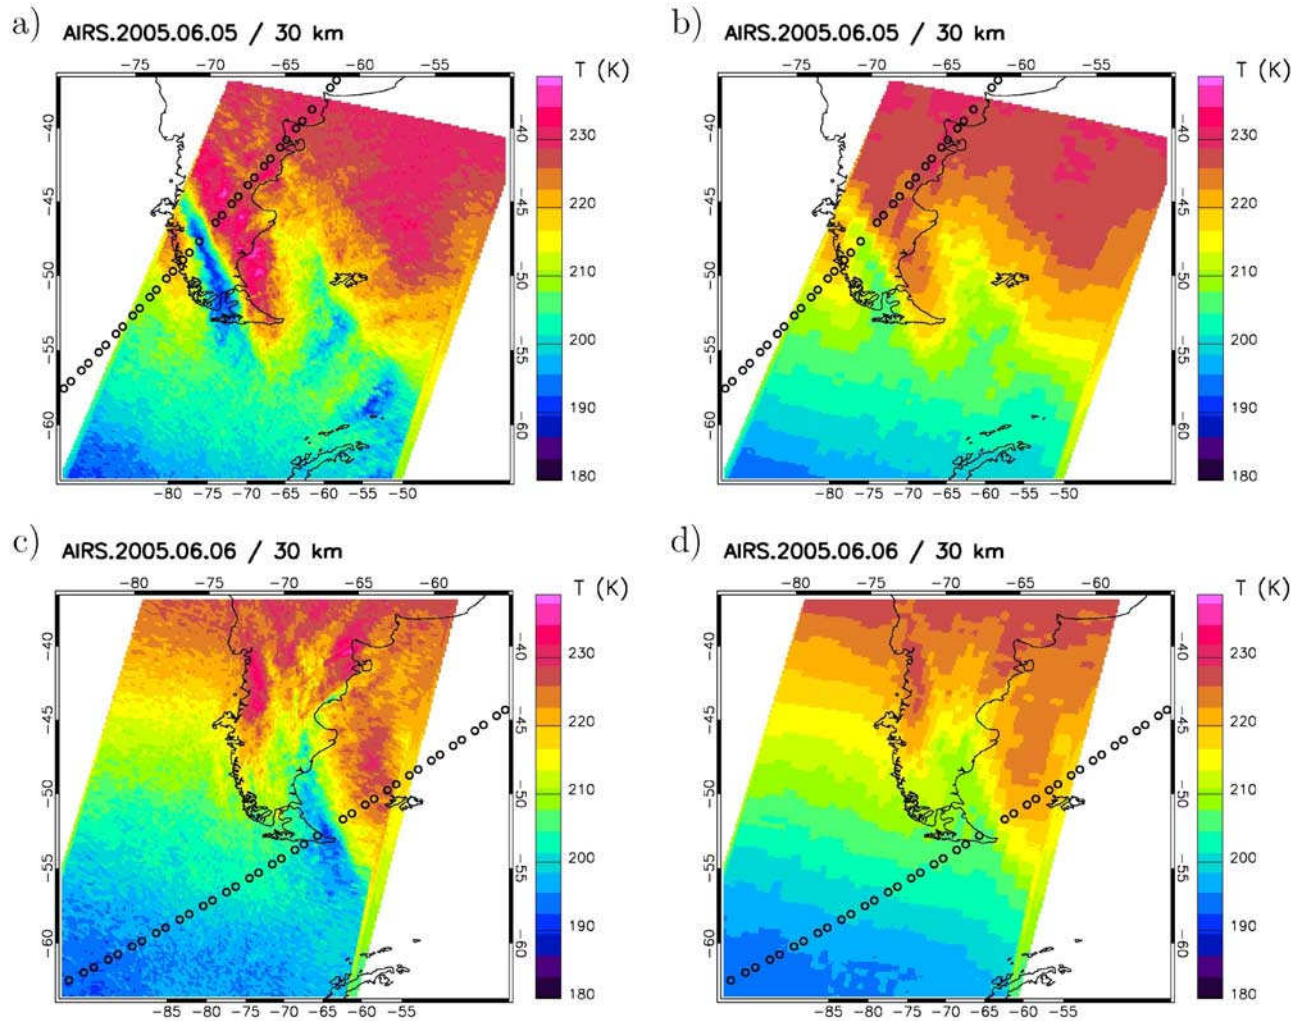 a) AIRS.2005.06.05 / 30 km
-75 -70 -65 -60 -55 T (K)
-40 -45 -50 -55 -60
-40 -45 -50 -55 -60
230 220 210 200 190 180
-80 -75 -70 -65 -60 -55 -50
b) AIRS.2005.06.05 / 30 km
-75 -70 -65 -60 -55 T (K)
-40 -45 -50 -55 -60
-40 -45 -50 -55 -60
230 220 210 200 190 180
-80 -75 -70 -65 -60 -55 -50
c) AIRS.2005.06.06 / 30 km
-80 -75 -70 -65 -60 T (K)
-40 -45 -50 -55 -60
-40 -45 -50 -55 -60
230 220 210 200 190 180
-85 -80 -75 -70 -65 -60 -55
d) AIRS.2005.06.06 / 30 km
-80 -75 -70 -65 -60 T (K)
-40 -45 -50 -55 -60
-40 -45 -50 -55 -60
230 220 210 200 190 180
-85 -80 -75 -70 -65 -60 -55